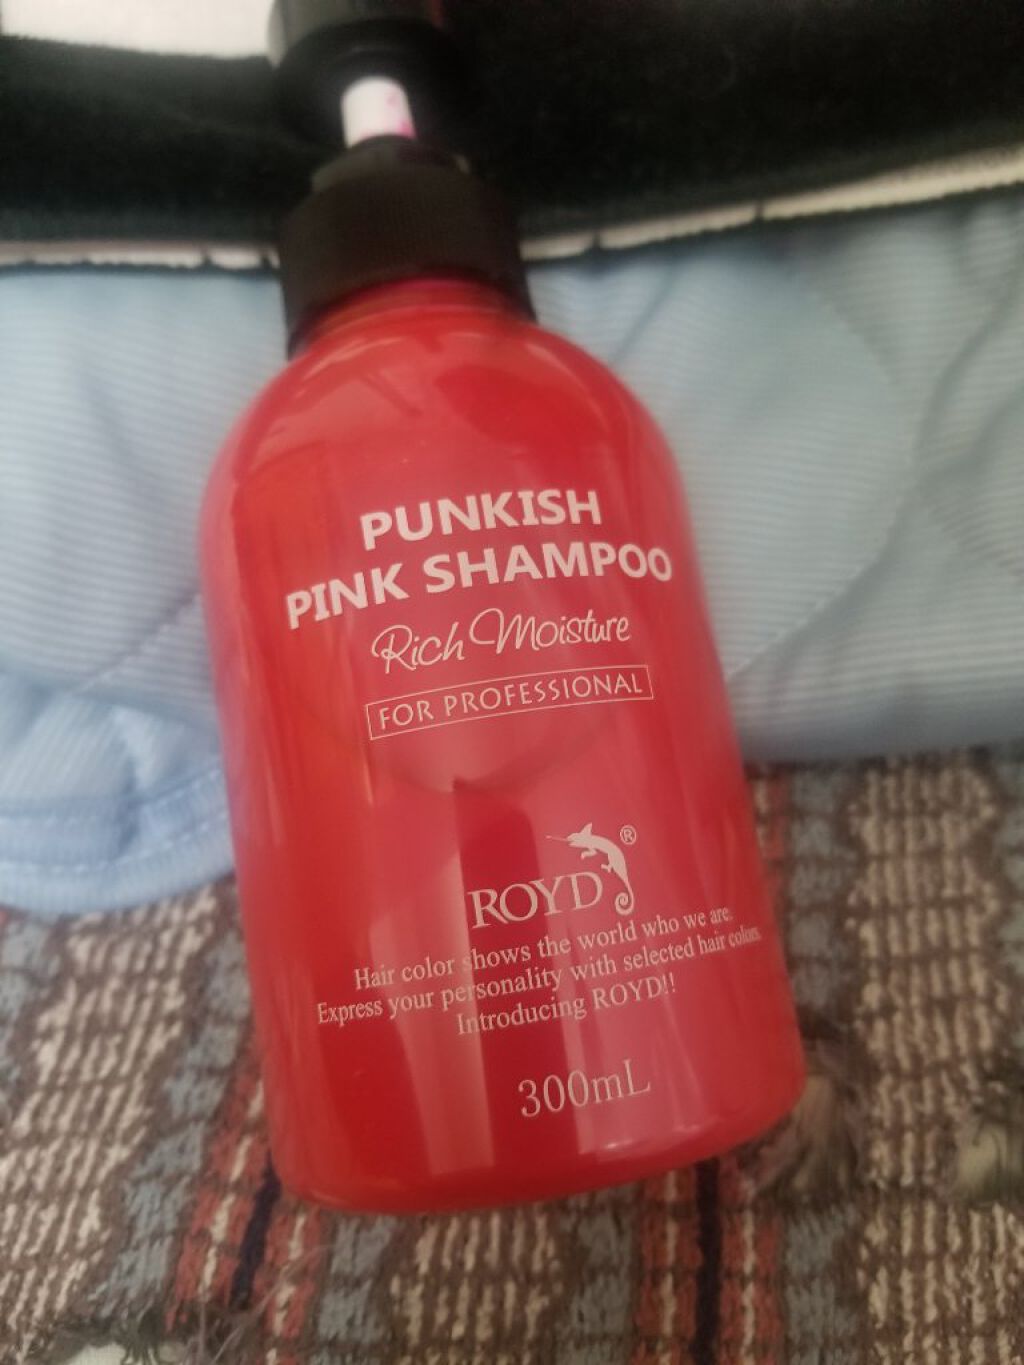 PUNKISH
PINK SHAMPOO
Rich Moisture
FOR PROFESSIONAL
®
ROYD
Hair color shows the world who we are.
Express your personality with selected hair colors.
Introducing ROYD!!
300mL